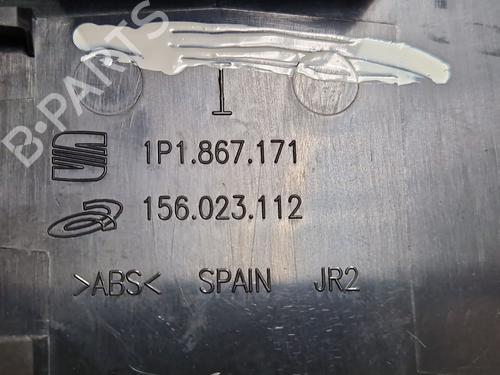 B-PARTS
1P1.867.171
156.023.112
>ABS< SPAIN JR2